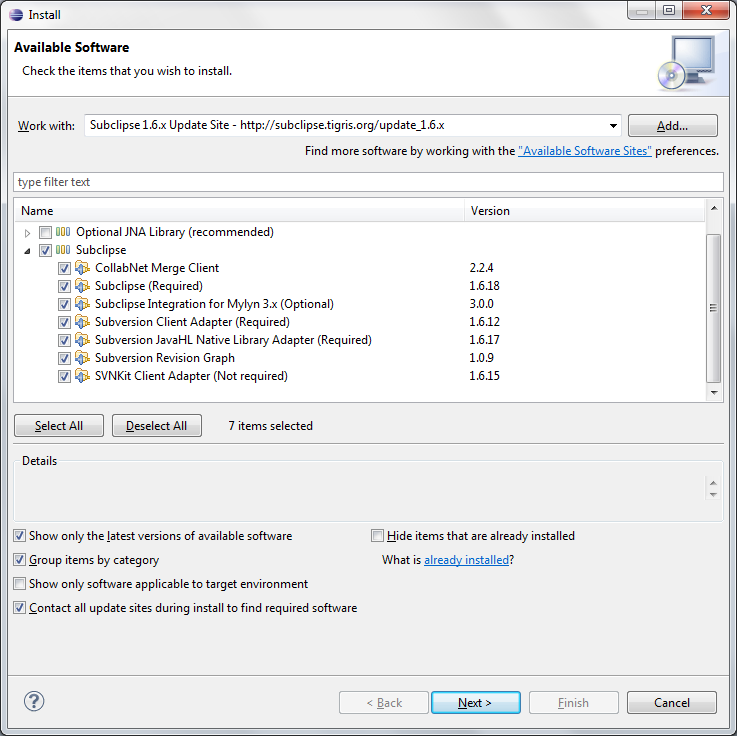 Install
Available Software
Check the items that you wish to install.
Work with: Subclipse 1.6.x Update Site - http://subclipse.tigris.org/update_1.6.x Add...
Find more software by working with the "Available Software Sites" preferences.
type filter text
Name Version
Optional JNA Library (recommended)
Subclipse
CollabNet Merge Client 2.2.4
Subclipse (Required) 1.6.18
Subclipse Integration for Mylyn 3.x (Optional) 3.0.0
Subversion Client Adapter (Required) 1.6.12
Subversion JavaHL Native Library Adapter (Required) 1.6.17
Subversion Revision Graph 1.0.9
SVNKit Client Adapter (Not required) 1.6.15
Select All Deselect All 7 items selected
Details
Show only the latest versions of available software Hide items that are already installed
Group items by category What is already installed?
Show only software applicable to target environment
Contact all update sites during install to find required software
? < Back Next > Finish Cancel